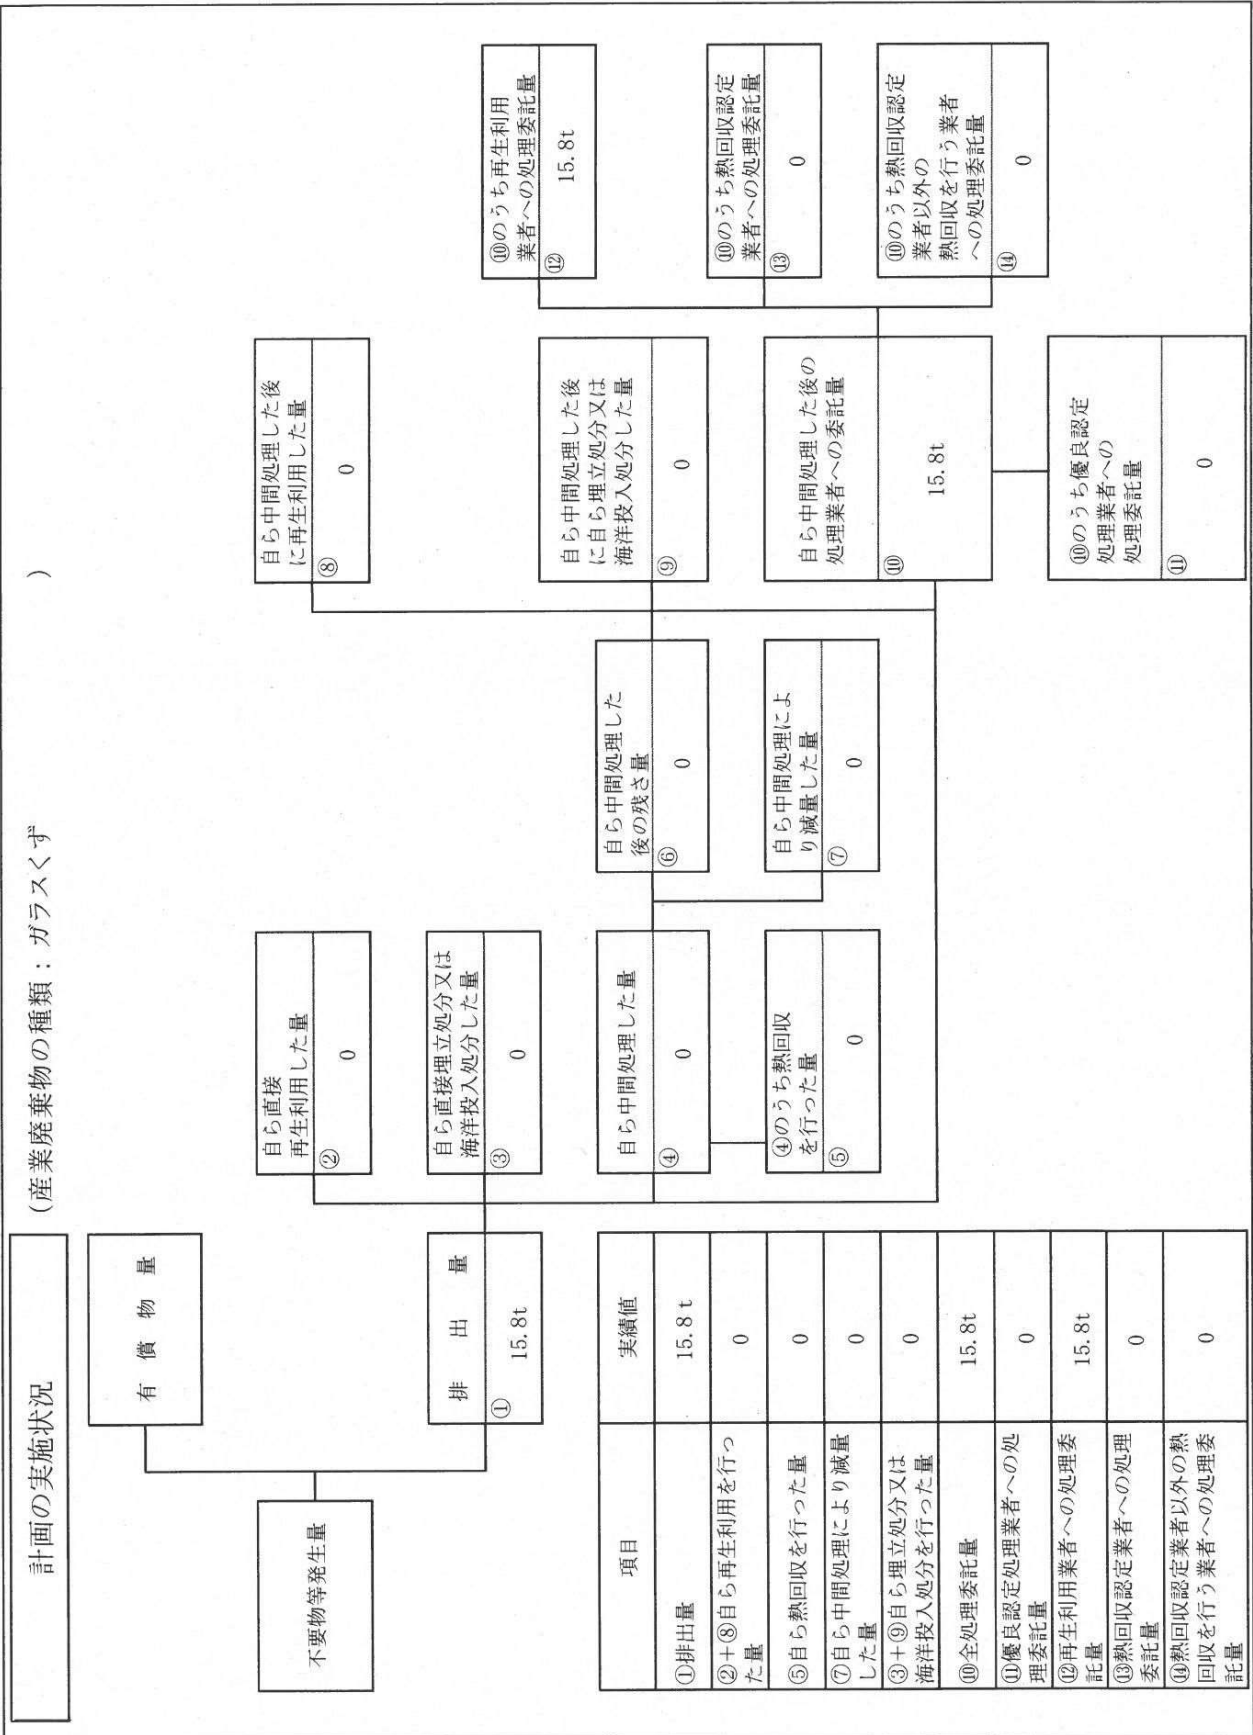 計画の実施状況
(産業廃棄物の種類：ガラスくず
)
有償物量
不要物等発生量
排出量
①
15.8t
自ら直接
再生利用した量
②
0
自ら直接埋立処分又は
海洋投入処分した量
③
0
自ら中間処理した量
④
0
④のうち熱回収
を行った量
⑤
0
自ら中間処理した
後の残さ量
⑥
0
自ら中間処理によ
り減量した量
⑦
0
自ら中間処理した後
に再生利用した量
⑧
0
自ら中間処理した後
に自ら埋立処分又は
海洋投入処分した量
⑨
0
自ら中間処理した後の
処理業者への委託量
⑩
15.8t
⑩のうち優良認定
処理業者への
処理委託量
⑪
0
⑩のうち再生利用
業者への処理委託量
⑫
15.8t
⑩のうち熱回収認定
業者への処理委託量
⑬
0
⑩のうち熱回収認定
業者以外の
熱回収を行う業者
への処理委託量
⑭
0
項目 実績値
①排出量 15.8t
②+⑧自ら再生利用を行っ
た量 0
⑤自ら熱回収を行った量 0
⑦自ら中間処理により減量
した量 0
③+⑨自ら埋立処分又は
海洋投入処分を行った量 0
⑩全処理委託量 15.8t
⑪優良認定処理業者への処
理委託量 0
⑫再生利用業者への処理委
託量 15.8t
⑬熱回収認定業者への処理
委託量 0
⑭熱回収認定業者以外の熱
回収を行う業者への処理委
託量 0